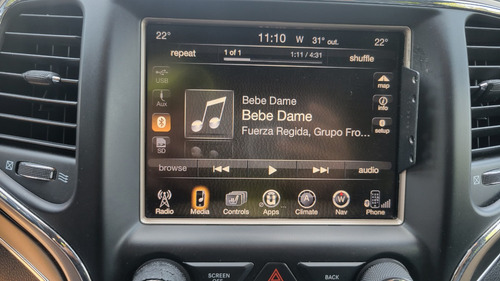 22° 11:10 W 31° out. 22°
repeat 1 of 1 1:11 / 4:31 shuffle
USB
Aux
SD
Bebe Dame
Bebe Dame
Fuerza Regida, Grupo Fro...
map
info
setup
browse audio
Radio Media Controls Apps Climate Nav Phone
A W
SCREEN OFF
BACK